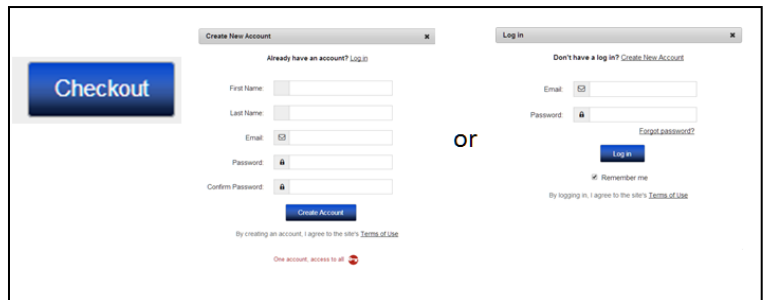 Checkout
Create New Account
Already have an account? Log in
First Name:
Last Name:
Email:
Password:
Confirm Password:
Create Account
By creating an account, I agree to the site's Terms of Use
One account, access to all
or
Log in
Don't have a log in? Create New Account
Email:
Password:
Forgot password?
Log in
Remember me
By logging in, I agree to the site's Terms of Use